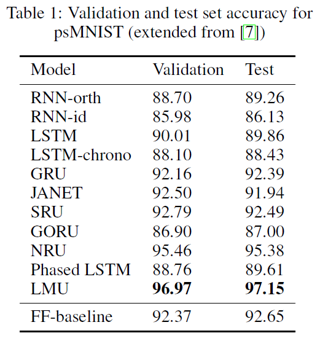 Table 1: Validation and test set accuracy for
psMNIST (extended from [7])
Model Validation Test
RNN-orth 88.70 89.26
RNN-id 85.98 86.13
LSTM 90.01 89.86
LSTM-chrono 88.10 88.43
GRU 92.16 92.39
JANET 92.50 91.94
SRU 92.79 92.49
GORU 86.90 87.00
NRU 95.46 95.38
Phased LSTM 88.76 89.61
LMU 96.97 97.15
FF-baseline 92.37 92.65